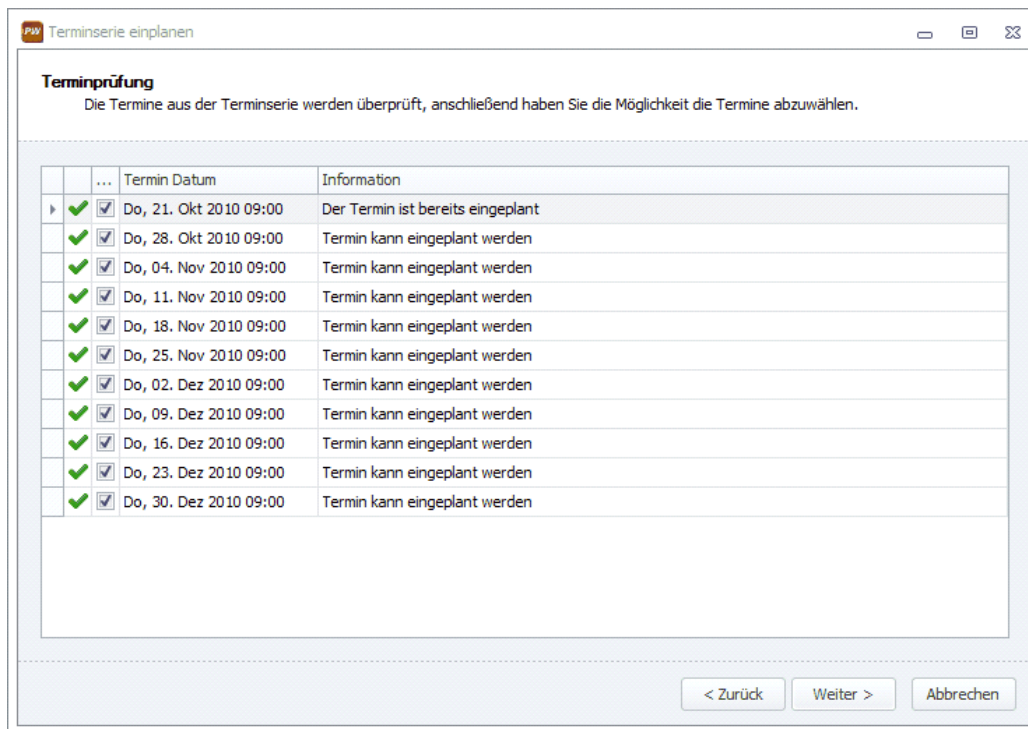 PW Terminserie einplanen
Terminprüfung
Die Termine aus der Terminserie werden überprüft, anschließend haben Sie die Möglichkeit die Termine abzuwählen.
... Termin Datum Information
Do, 21. Okt 2010 09:00 Der Termin ist bereits eingeplant
Do, 28. Okt 2010 09:00 Termin kann eingeplant werden
Do, 04. Nov 2010 09:00 Termin kann eingeplant werden
Do, 11. Nov 2010 09:00 Termin kann eingeplant werden
Do, 18. Nov 2010 09:00 Termin kann eingeplant werden
Do, 25. Nov 2010 09:00 Termin kann eingeplant werden
Do, 02. Dez 2010 09:00 Termin kann eingeplant werden
Do, 09. Dez 2010 09:00 Termin kann eingeplant werden
Do, 16. Dez 2010 09:00 Termin kann eingeplant werden
Do, 23. Dez 2010 09:00 Termin kann eingeplant werden
Do, 30. Dez 2010 09:00 Termin kann eingeplant werden
< Zurück Weiter > Abbrechen